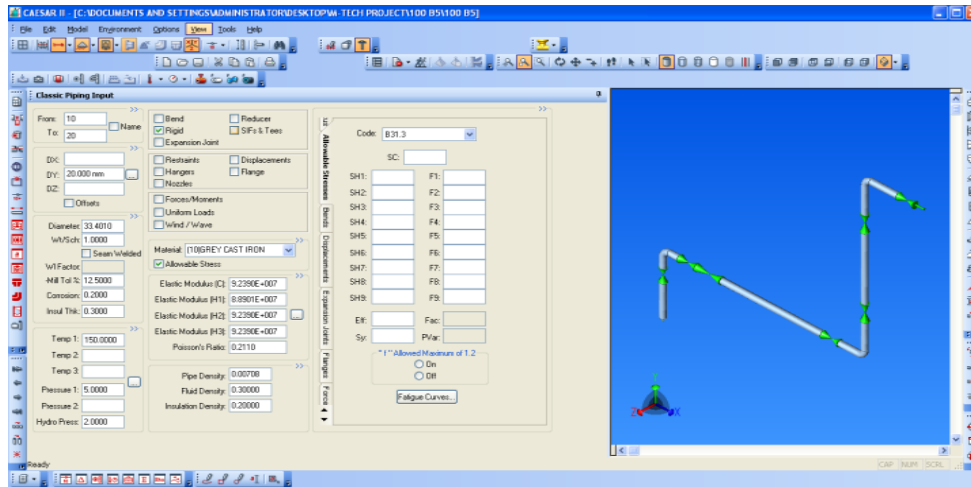 CAESAR II - [C:\DOCUMENTS AND SETTINGS\ADMINISTRATOR\DESKTOP\M-TECH PROJECT\100 B5\100 B5]
File Edit Model Environment Options View Tools Help
Classic Piping Input
From: 10
To: 20
Name
DX:
DY: 20.000 mm
DZ:
Offsets
Diameter: 33.4010
Wt/Sch: 1.0000
Seam Welded
Wl Factor:
-Mill Tol %: 12.5000
Corrosion: 0.2000
Insul Thk: 0.3000
Temp 1: 150.0000
Temp 2:
Temp 3:
Pressure 1: 5.0000
Pressure 2:
Hydro Press: 2.0000
Bend Reducer
Rigid SIFs & Tees
Expansion Joint
Restraints Displacements
Hangers Flange
Nozzles
Forces/Moments
Uniform Loads
Wind / Wave
Material: (10)GREY CAST IRON
Allowable Stress
Elastic Modulus (C): 9.2390E+007
Elastic Modulus (H1): 8.8901E+007
Elastic Modulus (H2): 9.2390E+007
Elastic Modulus (H3): 9.2390E+007
Poisson's Ratio: 0.2110
Pipe Density: 0.00708
Fluid Density: 0.30000
Insulation Density: 0.20000
Allowable Stresses
Bends
Displacements
Expansion Joints
Flanges
Force
Code: B31.3
SC:
SH1: F1:
SH2: F2:
SH3: F3:
SH4: F4:
SH5: F5:
SH6: F6:
SH7: F7:
SH8: F8:
SH9: F9:
Eff: Fac:
Sy: PVar:
"f" Allowed Maximum of 1.2
On
Off
Fatigue Curves...
Y
Z X
Ready
CAP NUM SCRL